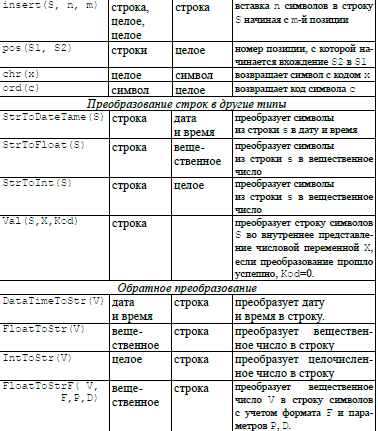 insert(S, n, m) строка, целое, целое строка вставка n символов в строку S начиная с m-й позиции
pos(S1, S2) строки целое номер позиции, с которой начинается вхождение S2 в S1
chr(x) целое символ возвращает символ с кодом x
ord(c) символ целое возвращает код символа c
Преобразование строк в другие типы
StrToDateTame(S) строка дата и время преобразует символы из строки s в дату и время
StrToFloat(S) строка веще-ственное преобразует символы из строки s в вещественное число
StrToInt(S) строка целое преобразует символы из строки s в вещественное число
Val(S,X,Kod) строка преобразует строку символов S во внутреннее представле-ние числовой переменной X, если преобразование прошло успешно, Kod=0.
Обратное преобразование
DataTimeToStr(V) дата и время строка преобразует дату и время в строку.
FloatToStr(V) веще-ственное строка преобразует веществен-ное число в строку
IntToStr(V) целое строка преобразует целочислен-ное число в строку
FloatToStrF( V, F,P,D) веще-ственное строка преобразует вещественное число V в строку символов с учетом формата F и пара-метров P, D.